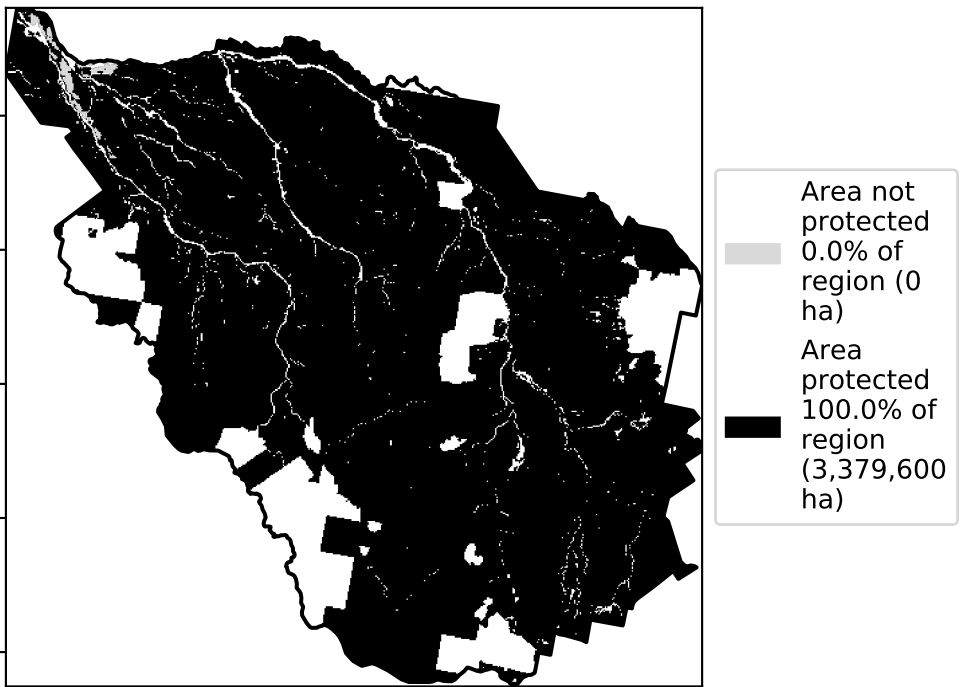 Area not
protected
0.0% of
region (0
ha)
Area
protected
100.0% of
region
(3,379,600
ha)